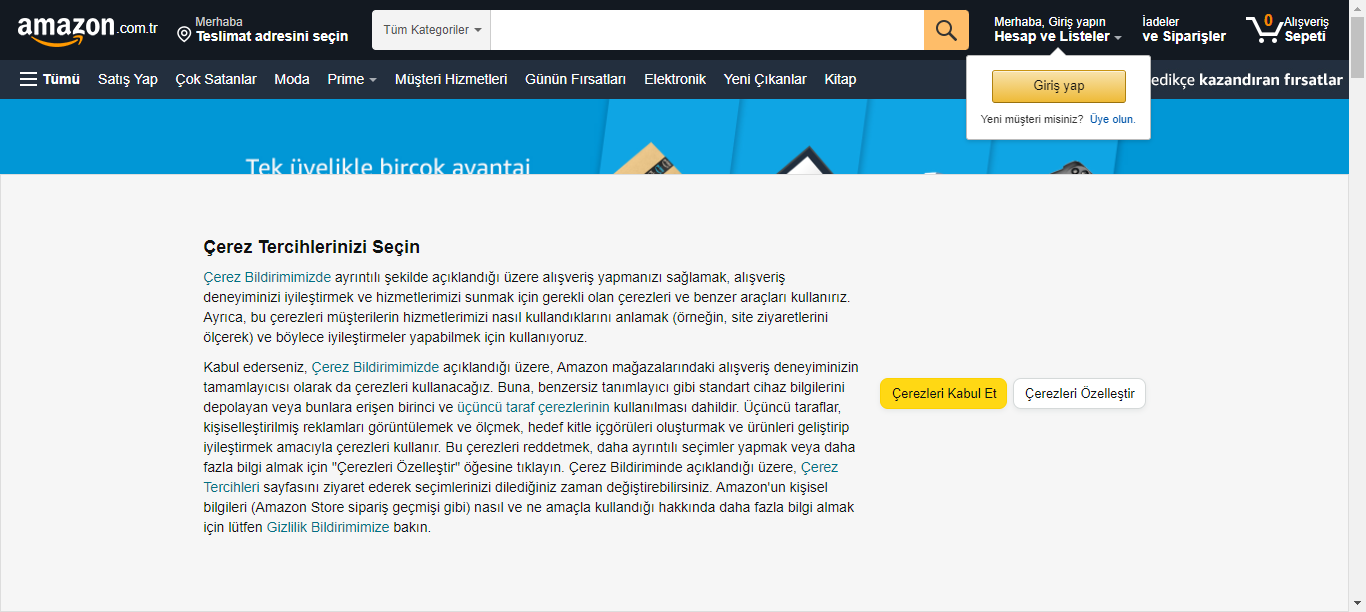 amazon.com.tr
Merhaba
Teslimat adresini seçin
Tüm Kategoriler
Merhaba, Giriş yapın
Hesap ve Listeler
İadeler
ve Siparişler
0
Alışveriş
Sepeti
Tümü
Satış Yap
Çok Satanlar
Moda
Prime
Müşteri Hizmetleri
Günün Fırsatları
Elektronik
Yeni Çıkanlar
Kitap
edikçe kazandıran fırsatlar
Giriş yap
Yeni müşteri misiniz? Üye olun.
Tek üyelikle birçok avantaj
Çerez Tercihlerinizi Seçin
Çerez Bildirimimizde ayrıntılı şekilde açıklandığı üzere alışveriş yapmanızı sağlamak, alışveriş
deneyiminizi iyileştirmek ve hizmetlerimizi sunmak için gerekli olan çerezleri ve benzer araçları kullanırız.
Ayrıca, bu çerezleri müşterilerin hizmetlerimizi nasıl kullandıklarını anlamak (örneğin, site ziyaretlerini
ölçerek) ve böylece iyileştirmeler yapabilmek için kullanıyoruz.
Kabul ederseniz, Çerez Bildirimimizde açıklandığı üzere, Amazon mağazalarındaki alışveriş deneyiminizin
tamamlayıcısı olarak da çerezleri kullanacağız. Buna, benzersiz tanımlayıcı gibi standart cihaz bilgilerini
depolayan veya bunlara erişen birinci ve üçüncü taraf çerezlerinin kullanılması dahildir. Üçüncü taraflar,
kişiselleştirilmiş reklamları görüntülemek ve ölçmek, hedef kitle içgörüleri oluşturmak ve ürünleri geliştirip
iyileştirmek amacıyla çerezleri kullanır. Bu çerezleri reddetmek, daha ayrıntılı seçimler yapmak veya daha
fazla bilgi almak için "Çerezleri Özelleştir" öğesine tıklayın. Çerez Bildiriminde açıklandığı üzere, Çerez
Tercihleri sayfasını ziyaret ederek seçimlerinizi dilediğiniz zaman değiştirebilirsiniz. Amazon'un kişisel
bilgileri (Amazon Store sipariş geçmişi gibi) nasıl ve ne amaçla kullandığı hakkında daha fazla bilgi almak
için lütfen Gizlilik Bildirimimize bakın.
Çerezleri Kabul Et
Çerezleri Özelleştir